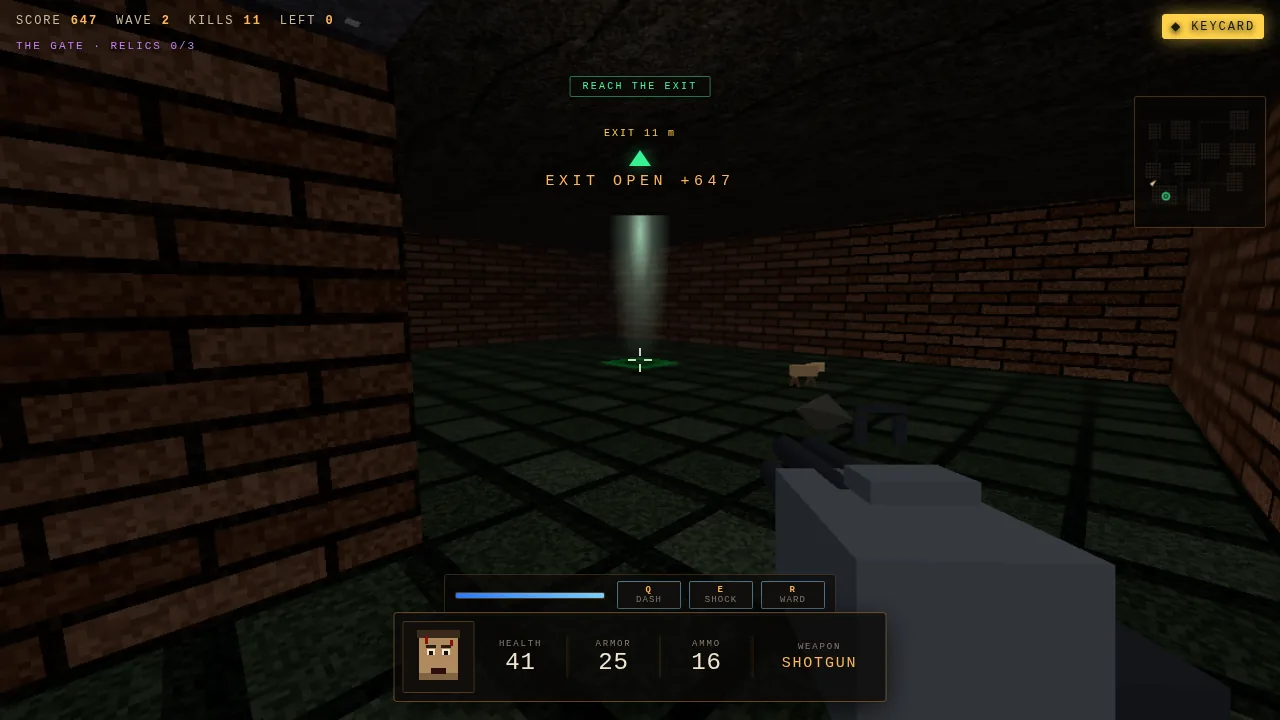 SCORE 647 WAVE 2 KILLS 11 LEFT 0
THE GATE · RELICS 0/3
◆ KEYCARD
REACH THE EXIT
EXIT 11 m
EXIT OPEN +647
Q DASH
E SHOCK
R WARD
HEALTH 41
ARMOR 25
AMMO 16
WEAPON SHOTGUN